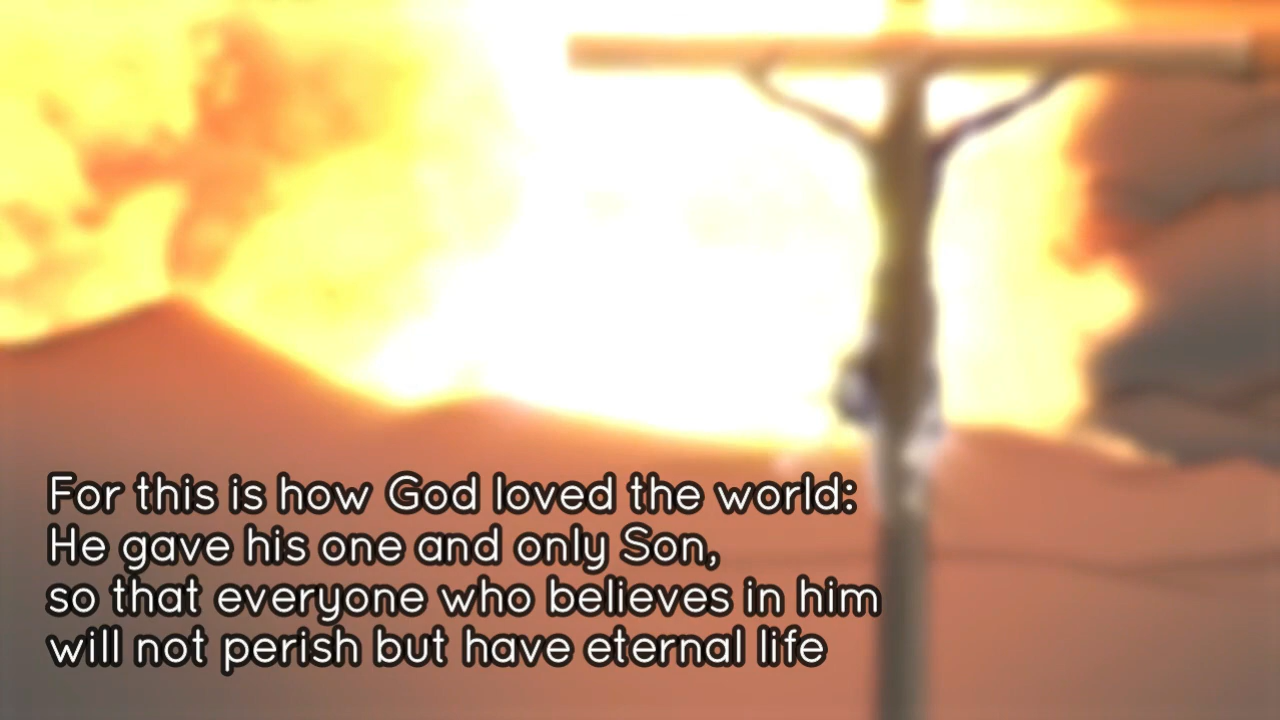 For this is how God loved the world:
He gave his one and only Son,
so that everyone who believes in him
will not perish but have eternal life